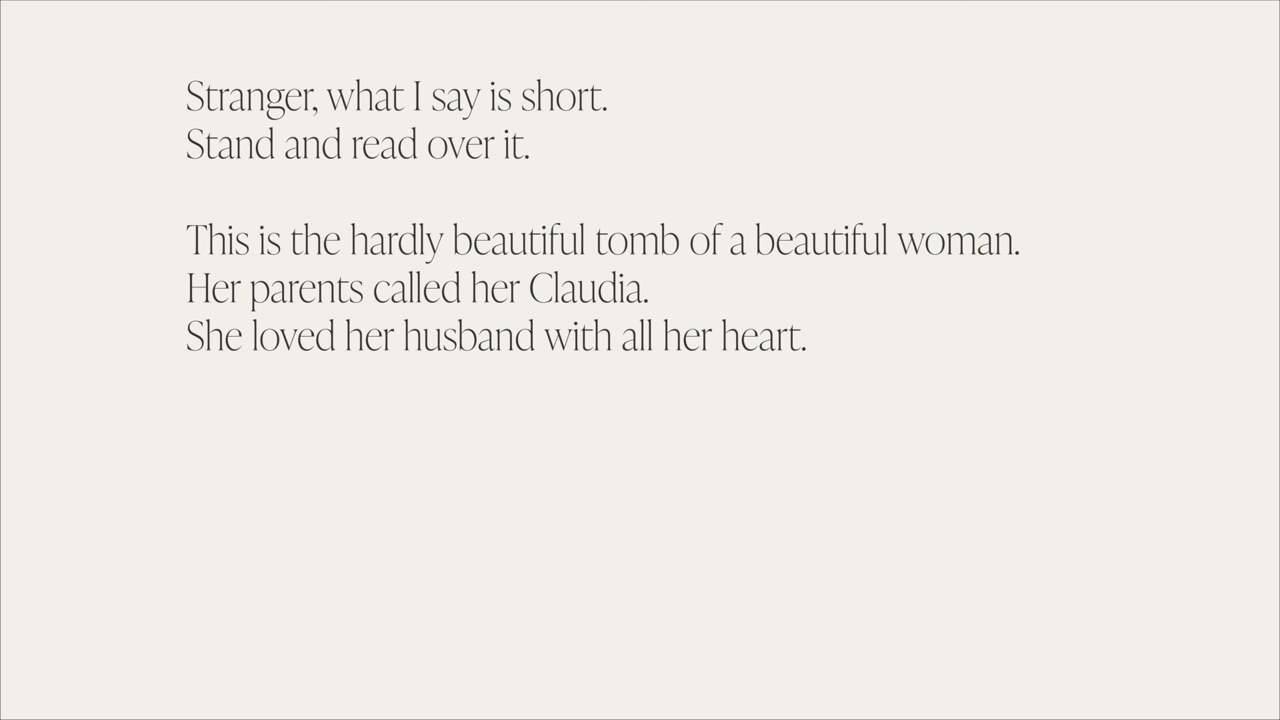 Stranger, what I say is short.
Stand and read over it.
This is the hardly beautiful tomb of a beautiful woman.
Her parents called her Claudia.
She loved her husband with all her heart.